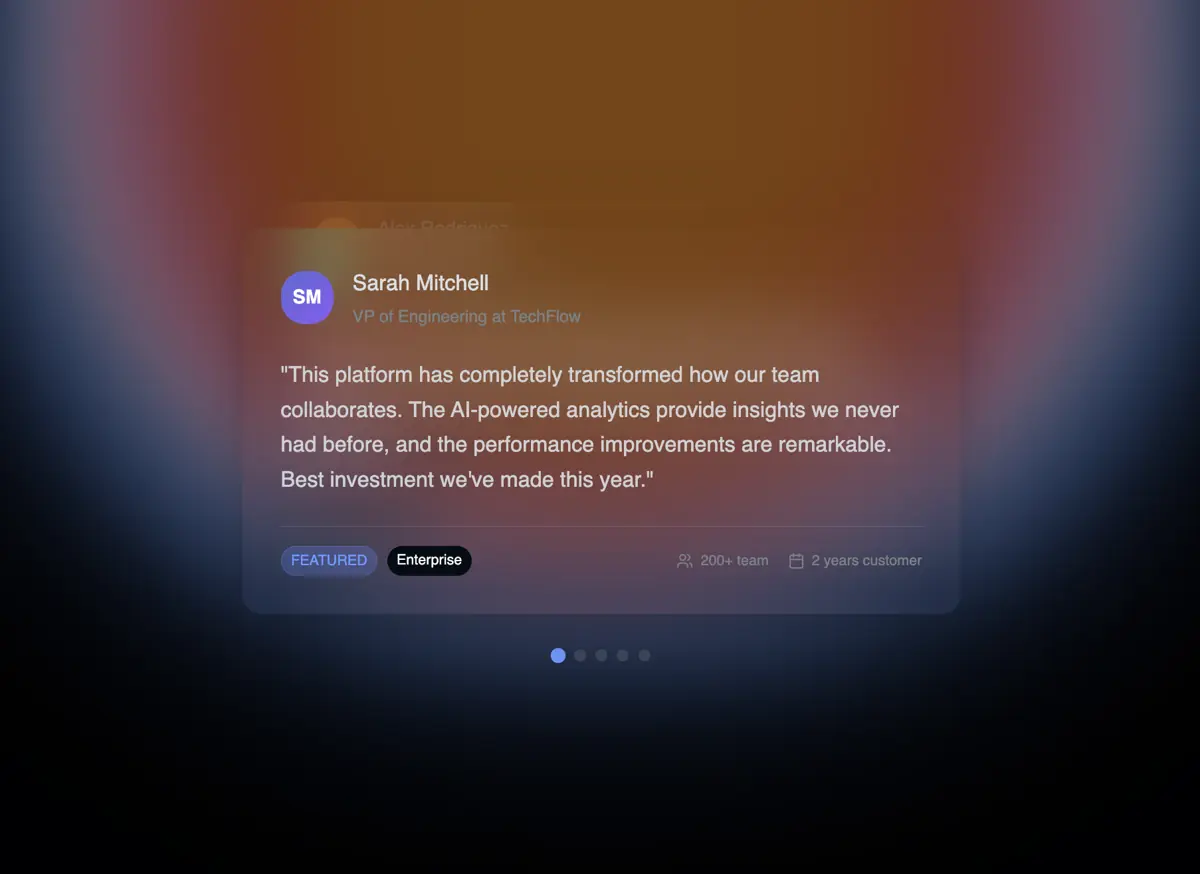 Alex Rodriguez
SM
Sarah Mitchell
VP of Engineering at TechFlow
"This platform has completely transformed how our team
collaborates. The AI-powered analytics provide insights we never
had before, and the performance improvements are remarkable.
Best investment we've made this year."
FEATURED
Enterprise
200+ team
2 years customer